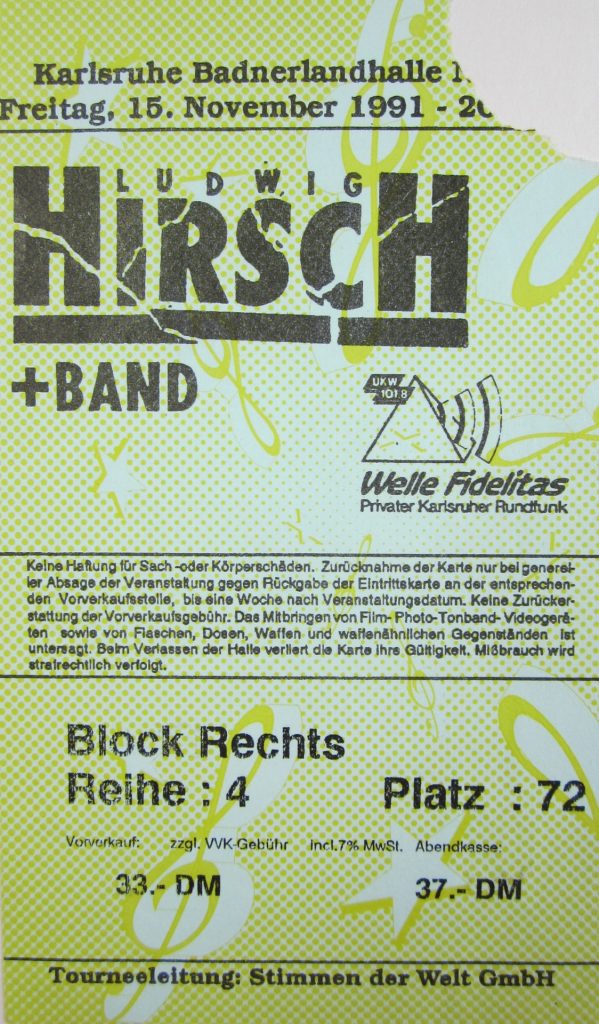 Karlsruhe Badnerlandhalle
Freitag, 15. November 1991 - 20
LUDWIG
HIRSCH
+BAND
UKW
101.8
Welle Fidelitas
Privater Karlsruher Rundfunk
Keine Haftung für Sach -oder Körperschäden. Zurücknahme der Karte nur bei generel-
ler Absage der Veranstaltung gegen Rückgabe der Eintrittskarte an der entsprechen-
den Vorverkaufsstelle, bis eine Woche nach Veranstaltungsdatum. Keine Zurücker-
stattung der Vorverkaufsgebühr. Das Mitbringen von Film- Photo-Tonband- Videogerä-
ten sowie von Flaschen, Dosen, Waffen und waffenähnlichen Gegenständen ist
untersagt. Beim Verlassen der Halle verliert die Karte ihre Gültigkeit. Mißbrauch wird
strafrechtlich verfolgt.
Block Rechts
Reihe : 4 Platz : 72
Vorverkauf: zzgl. VVK-Gebühr incl.7% MwSt. Abendkasse:
33.- DM 37.- DM
Tourneeleitung: Stimmen der Welt GmbH